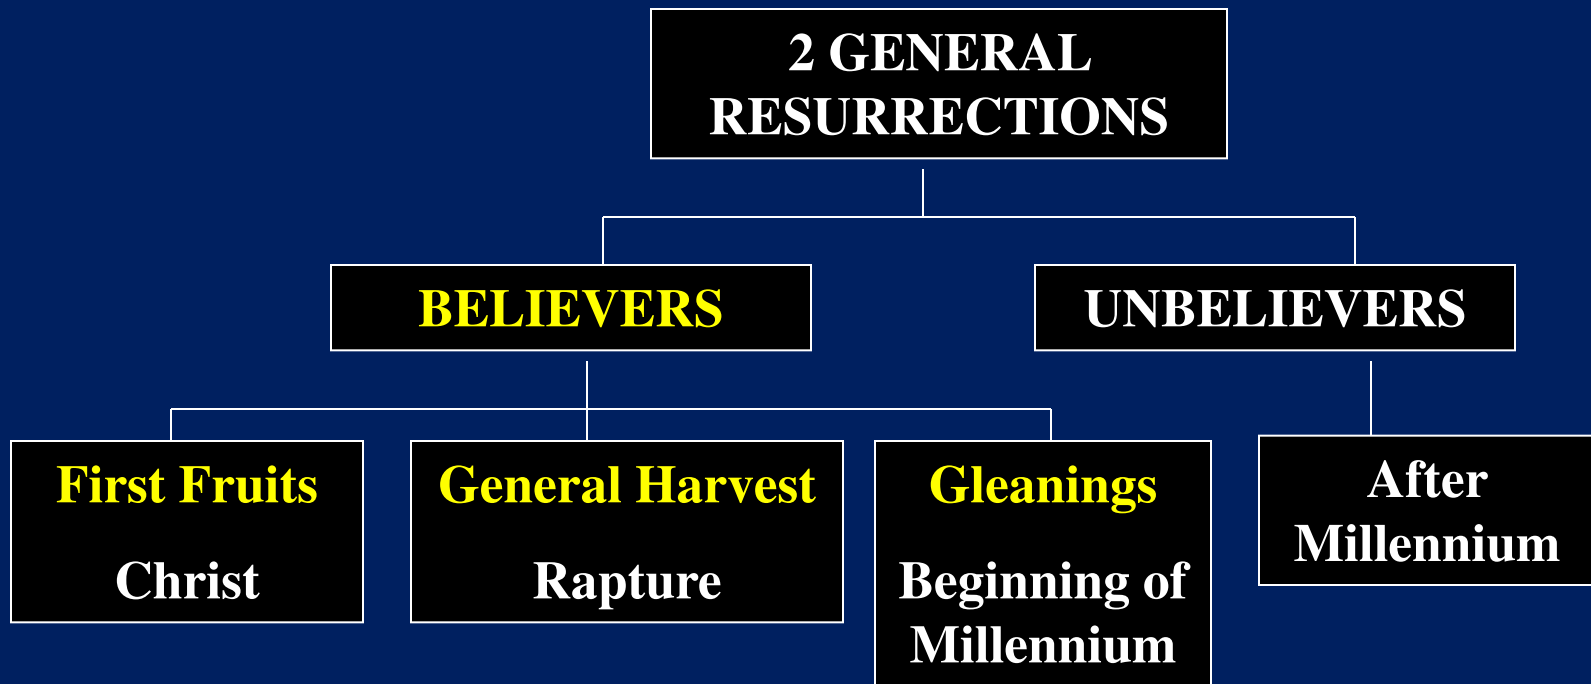 2 GENERAL
RESURRECTIONS
BELIEVERS
UNBELIEVERS
First Fruits
Christ
General Harvest
Rapture
Gleanings
Beginning of
Millennium
After
Millennium